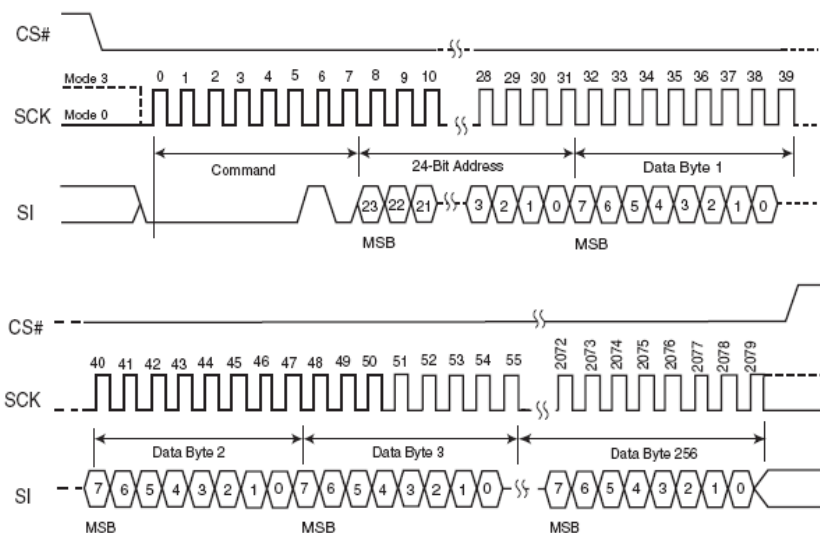 CS#
Mode 3
0 1 2 3 4 5 6 7 8 9 10 28 29 30 31 32 33 34 35 36 37 38 39
SCK
Mode 0
Command 24-Bit Address Data Byte 1
SI 23 22 21 3 2 1 0 7 6 5 4 3 2 1 0
MSB MSB
CS#
40 41 42 43 44 45 46 47 48 49 50 51 52 53 54 55 2072 2073 2074 2075 2076 2077 2078 2079
SCK
Data Byte 2 Data Byte 3 Data Byte 256
SI 7 6 5 4 3 2 1 0 7 6 5 4 3 2 1 0 7 6 5 4 3 2 1 0
MSB MSB MSB